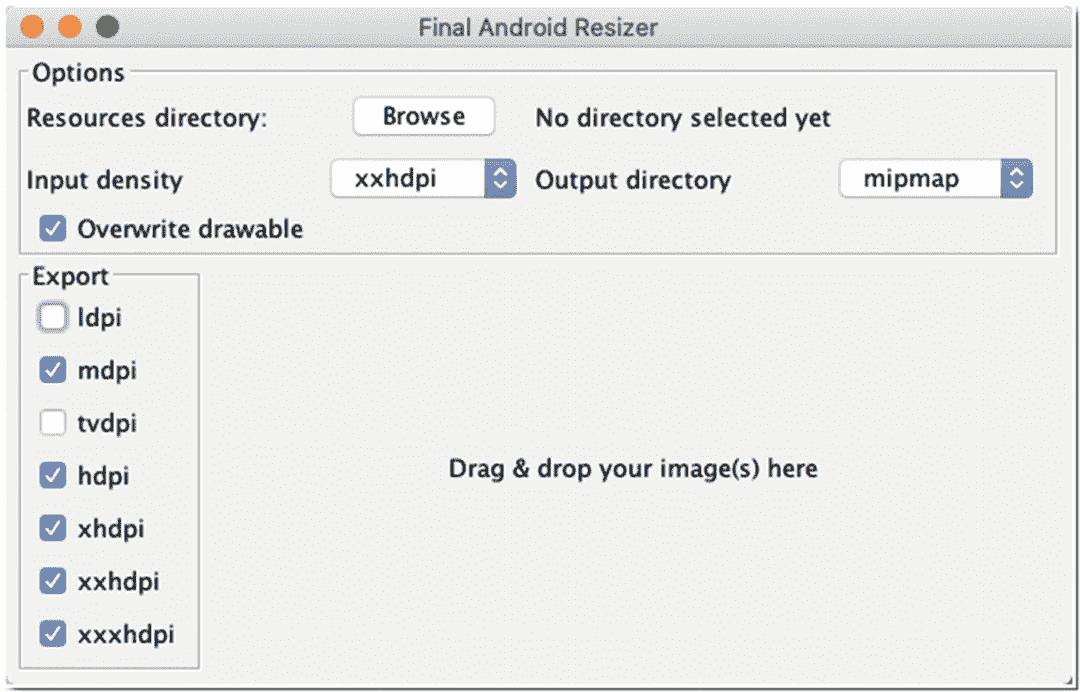 Final Android Resizer
Options
Resources directory: Browse No directory selected yet
Input density xxhdpi Output directory mipmap
Overwrite drawable
Export
ldpi
mdpi
tvdpi
hdpi
Drag & drop your image(s) here
xhdpi
xxhdpi
xxxhdpi